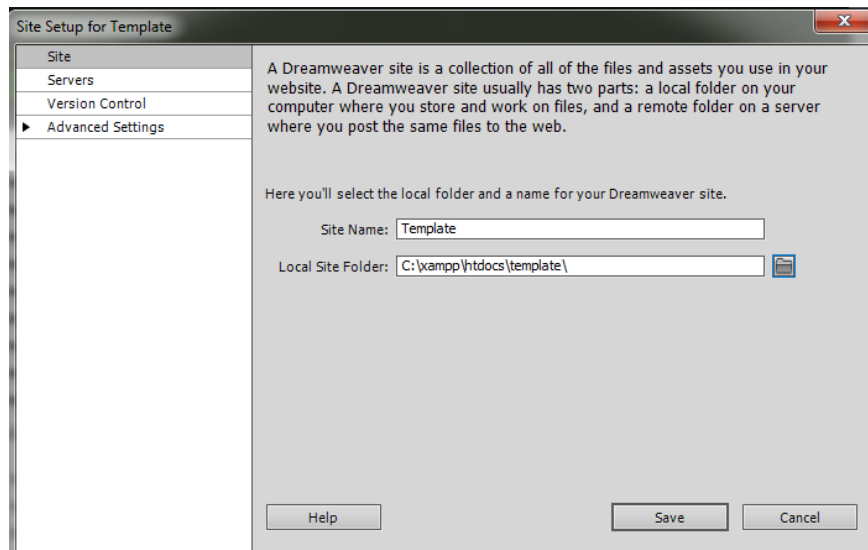 Site Setup for Template
Site
Servers
Version Control
Advanced Settings
A Dreamweaver site is a collection of all of the files and assets you use in your
website. A Dreamweaver site usually has two parts: a local folder on your
computer where you store and work on files, and a remote folder on a server
where you post the same files to the web.
Here you'll select the local folder and a name for your Dreamweaver site.
Site Name: Template
Local Site Folder: C:\xampp\htdocs\template\
Help Save Cancel